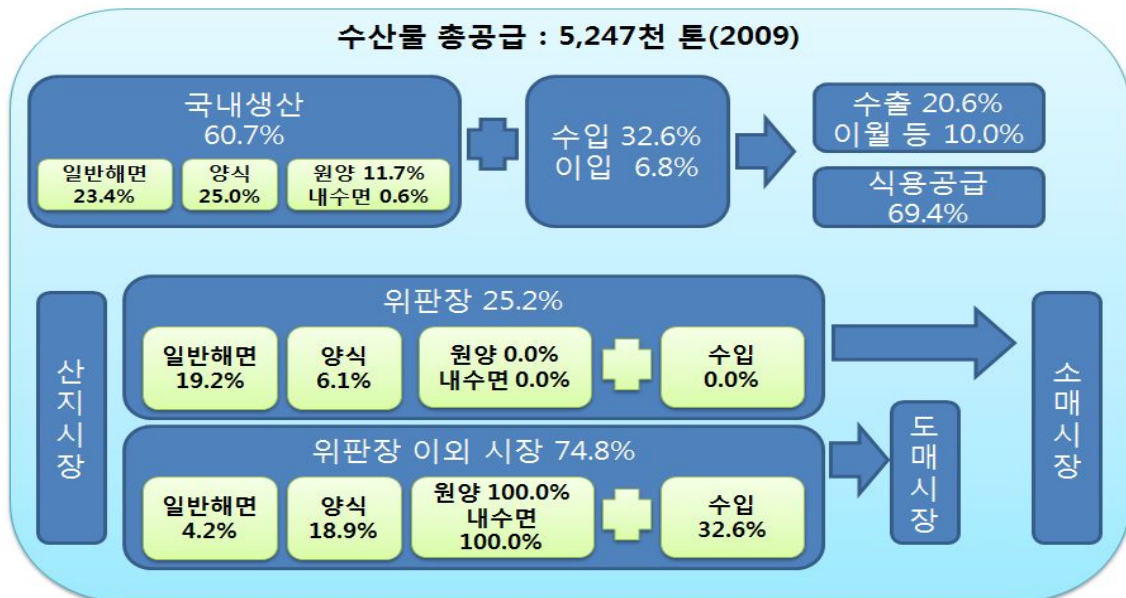 수산물 총공급 : 5,247천 톤(2009)
국내생산
60.7%
일반해면
23.4%
양식
25.0%
원양 11.7%
내수면 0.6%
수입 32.6%
이입 6.8%
수출 20.6%
이월 등 10.0%
식용공급
69.4%
산지시장
위판장 25.2%
일반해면
19.2%
양식
6.1%
원양 0.0%
내수면 0.0%
수입
0.0%
위판장 이외 시장 74.8%
일반해면
4.2%
양식
18.9%
원양 100.0%
내수면
100.0%
수입
32.6%
도매시장
소매시장